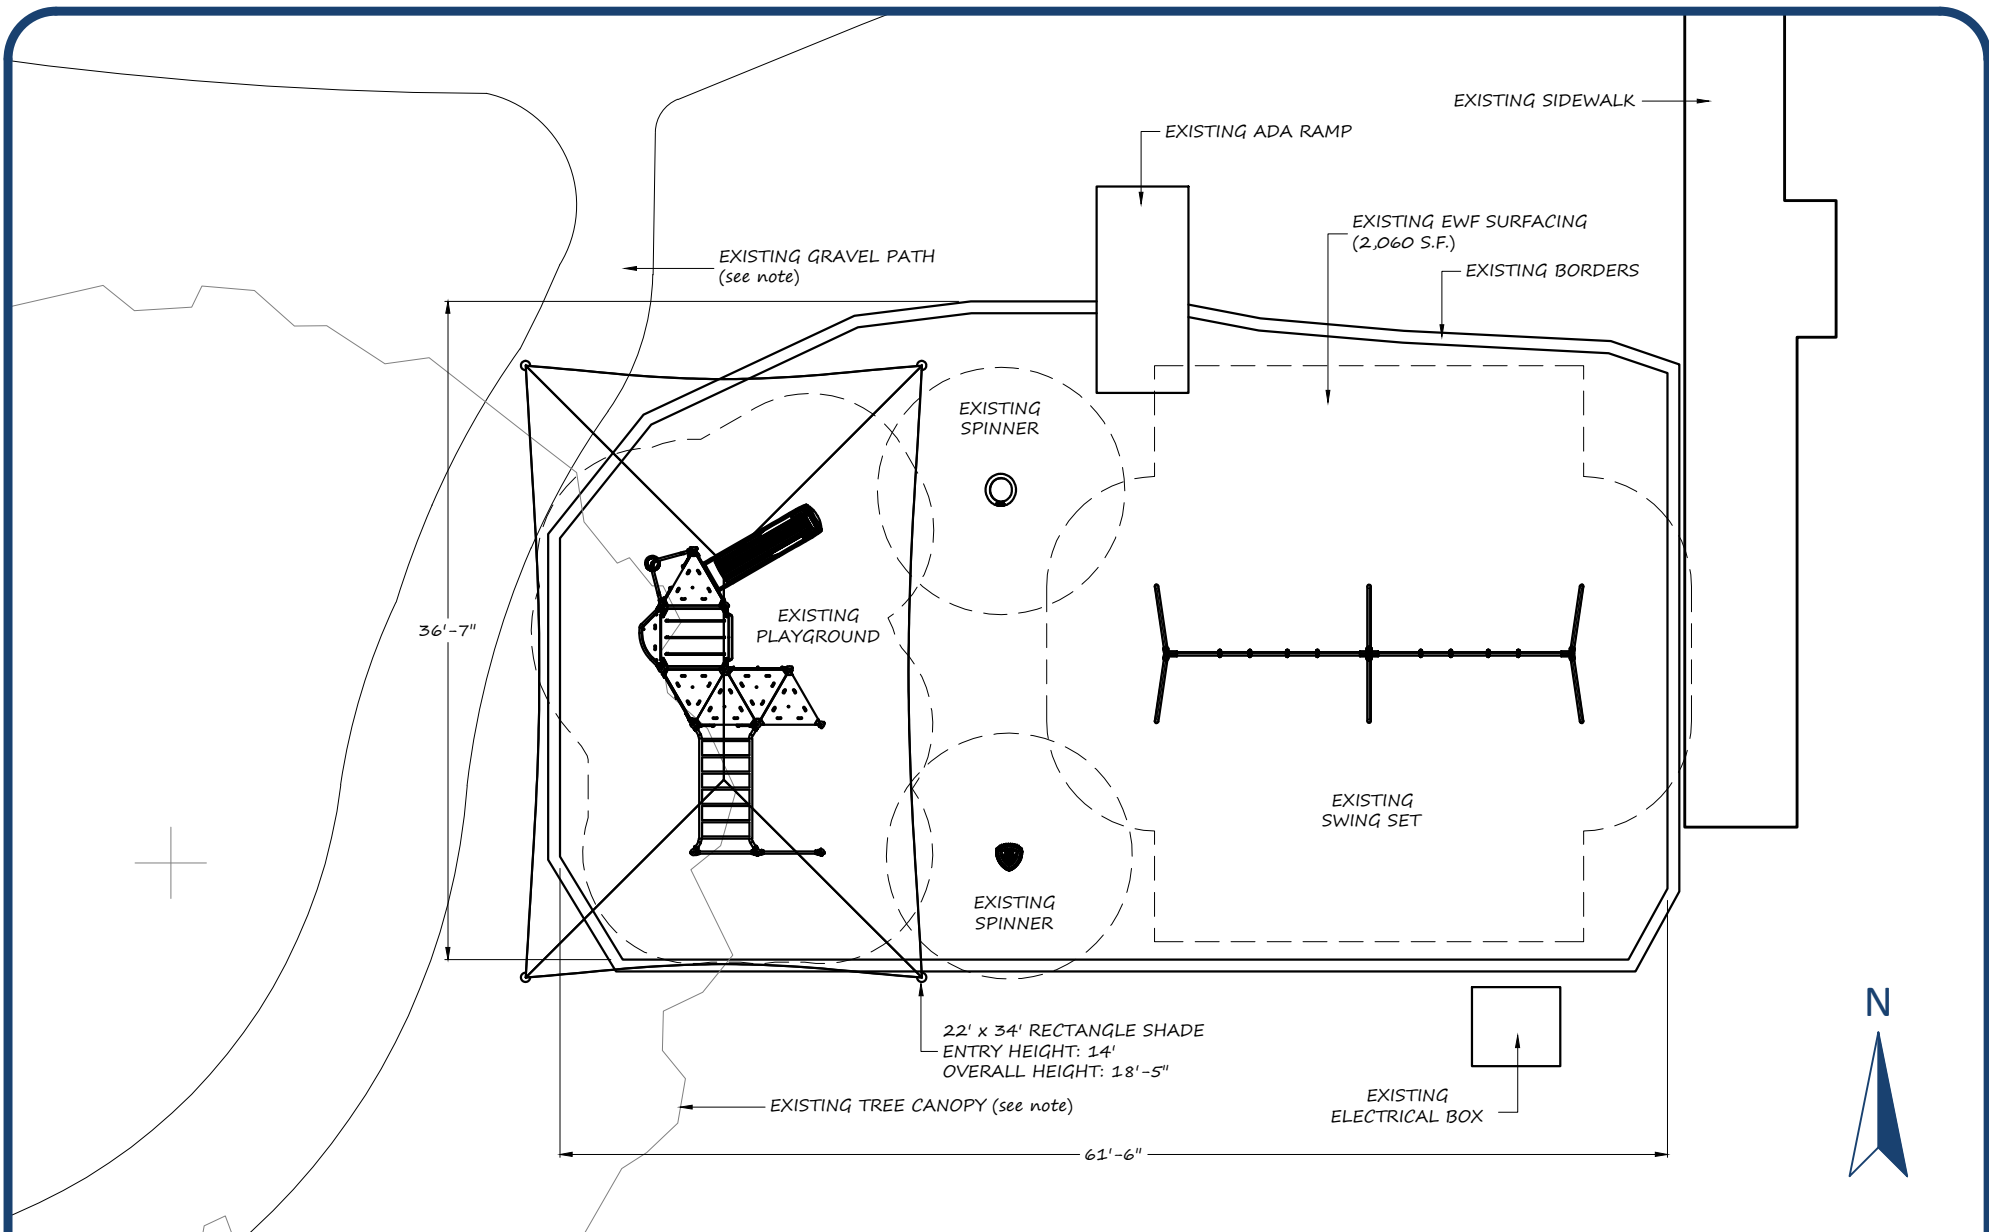 EXISTING SIDEWALK
EXISTING ADA RAMP
EXISTING EWF SURFACING
(2,060 S.F.)
EXISTING GRAVEL PATH
(see note)
EXISTING BORDERS
EXISTING
SPINNER
36'-7"
EXISTING
PLAYGROUND
EXISTING
SWING SET
EXISTING
SPINNER
N
22' x 34' RECTANGLE SHADE
ENTRY HEIGHT: 14'
OVERALL HEIGHT: 18'-5"
EXISTING TREE CANOPY (see note)
EXISTING
ELECTRICAL BOX
61'-6"